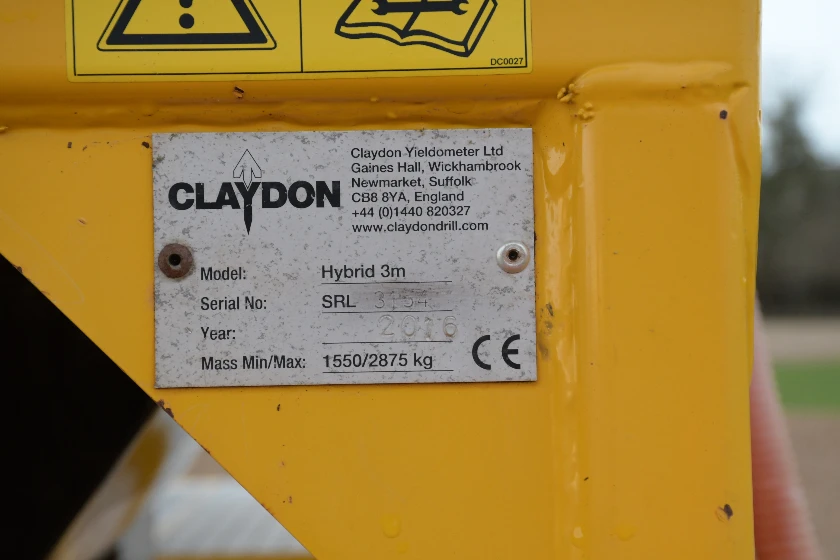 DC0027
CLAYDON
Claydon Yieldometer Ltd
Gaines Hall, Wickhambrook
Newmarket, Suffolk
CB8 8YA, England
+44 (0)1440 820327
www.claydondrill.com
Model: Hybrid 3m
Serial No: SRL
Year: 2016
Mass Min/Max: 1550/2875 kg
CE